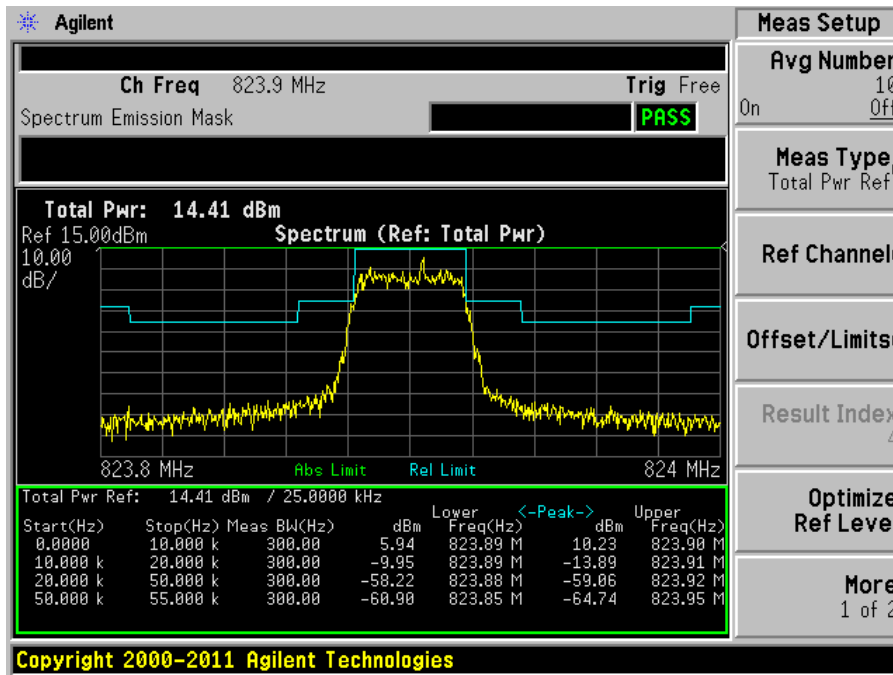 Agilent
Meas Setup
Ch Freq 823.9 MHz Trig Free
Spectrum Emission Mask PASS
Total Pwr: 14.41 dBm
Ref 15.00dBm Spectrum (Ref: Total Pwr)
10.00
dB/
823.8 MHz Abs Limit Rel Limit 824 MHz
Total Pwr Ref: 14.41 dBm / 25.0000 kHz
Lower <-Peak-> Upper
Start(Hz) Stop(Hz) Meas BW(Hz) dBm Freq(Hz) dBm Freq(Hz)
0.0000 10.000 k 300.00 5.94 823.89 M 10.23 823.90 M
10.000 k 20.000 k 300.00 -9.95 823.89 M -13.89 823.91 M
20.000 k 50.000 k 300.00 -58.22 823.88 M -59.06 823.92 M
50.000 k 55.000 k 300.00 -60.90 823.85 M -64.74 823.95 M
Avg Number
10
On Off
Meas Type
Total Pwr Ref
Ref Channel
Offset/Limits
Result Index
4
Optimize
Ref Leve
More
1 of 2
Copyright 2000-2011 Agilent Technologies